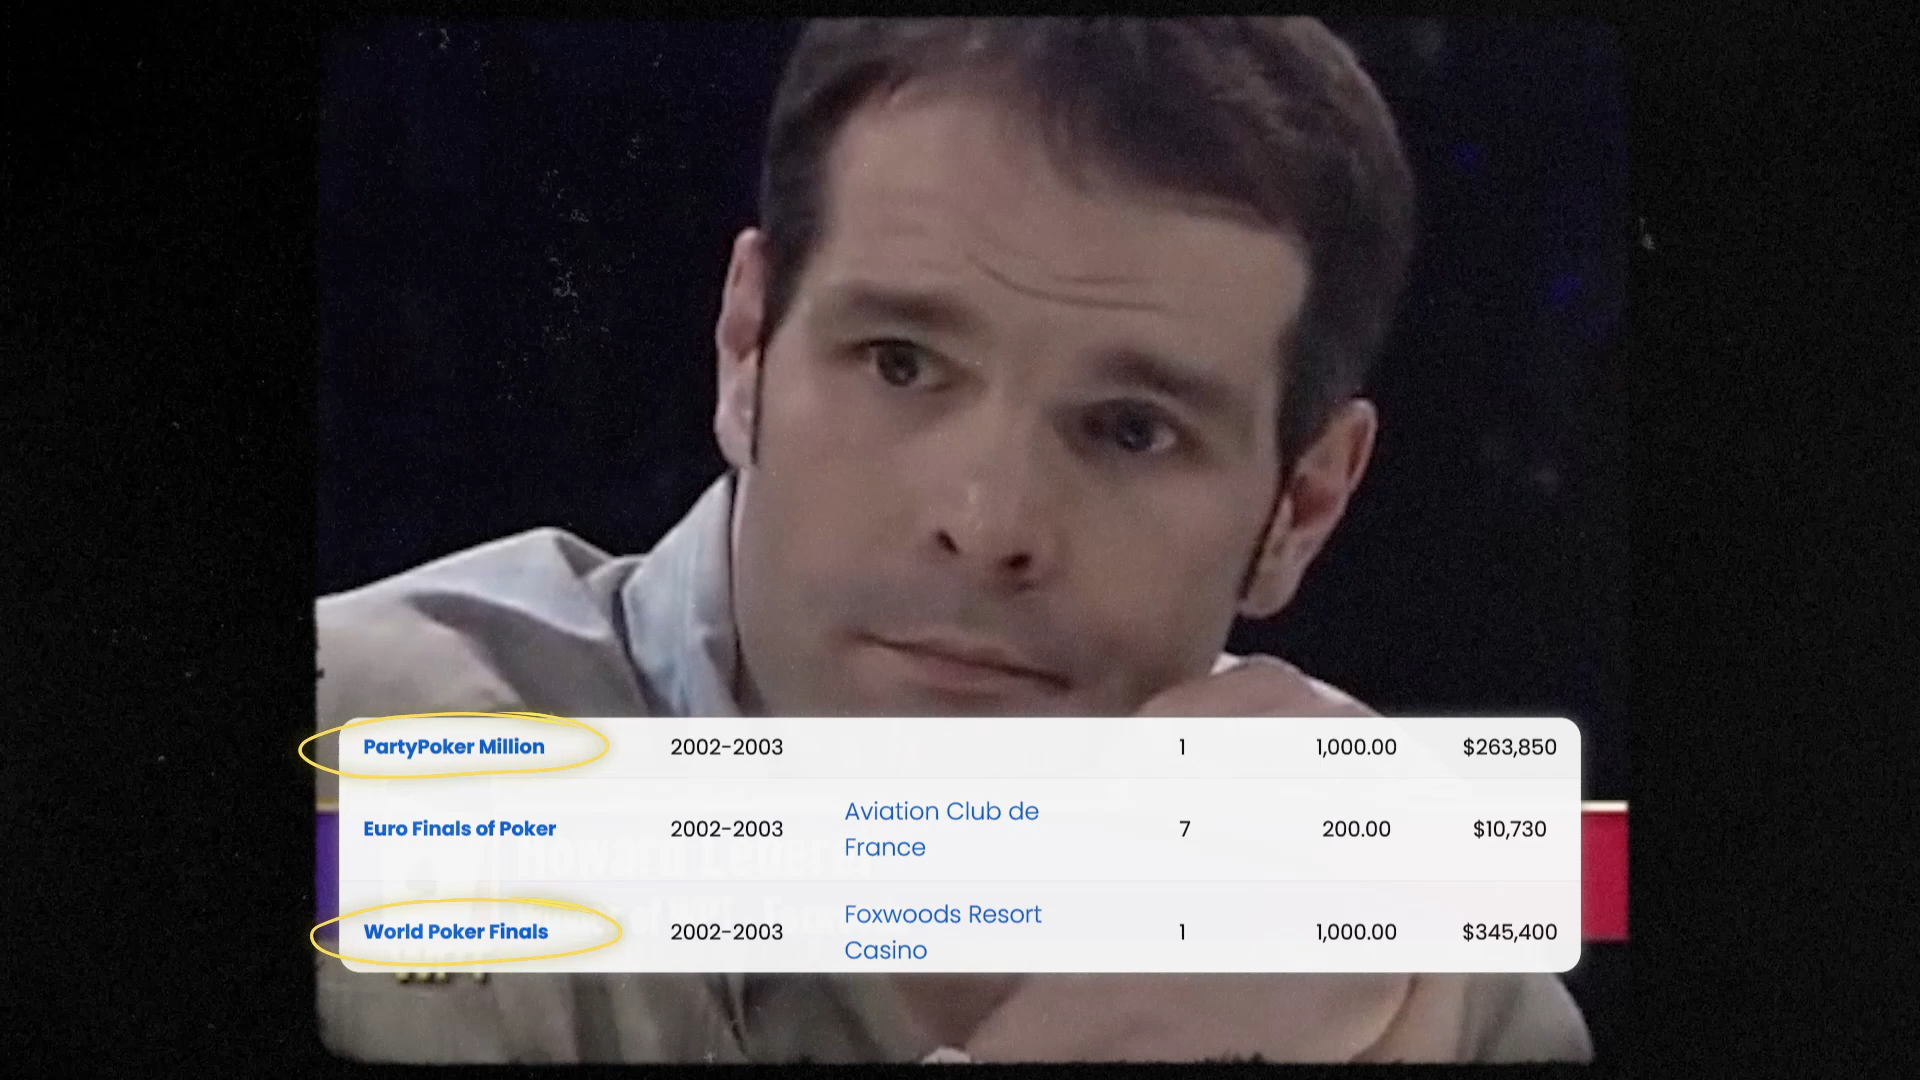 PartyPoker Million 2002-2003 1 1,000.00 $263,850
Aviation Club de
Euro Finals of Poker 2002-2003 7 200.00 $10,730
France
Howard Lederer
Foxwoods Resort
World Poker Finals 2002-2003 1 1,000.00 $345,400
Casino